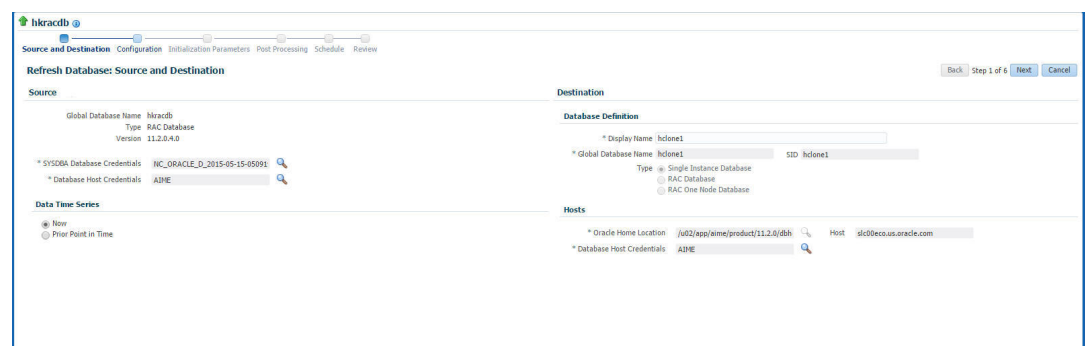 hkracdb
Source and Destination Configuration Initialization Parameters Post Processing Schedule Review
Refresh Database: Source and Destination
Back Step 1 of 6 Next Cancel
Source
Global Database Name hkracdb
Type RAC Database
Version 11.2.0.4.0
* SYSDBA Database Credentials NC_ORACLE_D_2015-05-15-05091
* Database Host Credentials AIME
Data Time Series
Now
Prior Point in Time
Destination
Database Definition
* Display Name hclone1
* Global Database Name hclone1 SID hclone1
Type Single Instance Database
RAC Database
RAC One Node Database
Hosts
* Oracle Home Location /u02/app/aime/product/11.2.0/dbh Host slc00eco.us.oracle.com
* Database Host Credentials AIME